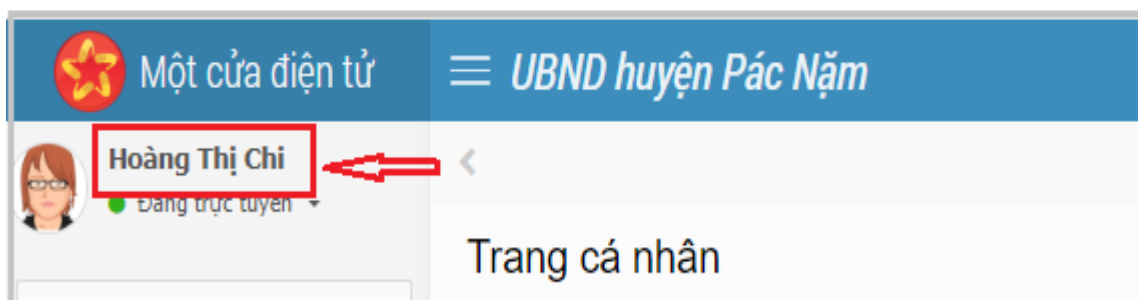 Một cửa điện tử
UBND huyện Pác Nặm
Hoàng Thị Chi
Đang trực tuyến
Trang cá nhân